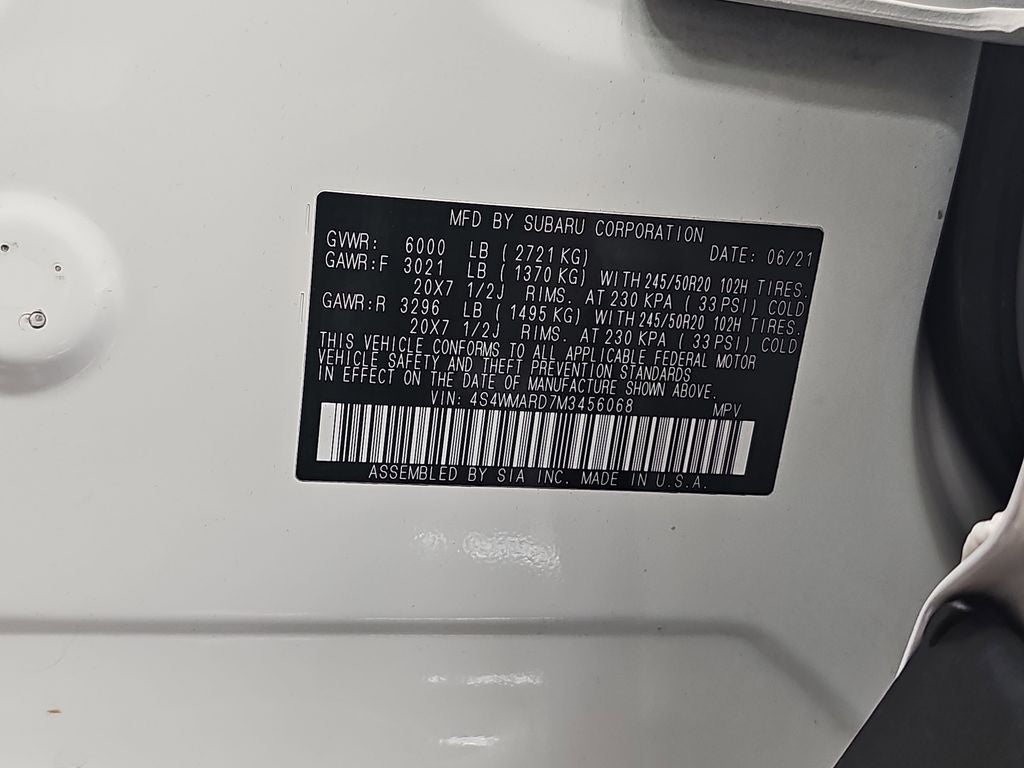 MFD BY SUBARU CORPORATION
GVWR: 6000 LB ( 2721 KG) DATE: 06/21
GAWR:F 3021 LB ( 1370 KG) WITH 245/50R20 102H TIRES.
20X7 1/2J RIMS. AT 230 KPA ( 33 PSI) COLD
GAWR:R 3296 LB ( 1495 KG) WITH 245/50R20 102H TIRES.
20X7 1/2J RIMS. AT 230 KPA ( 33 PSI) COLD
THIS VEHICLE CONFORMS TO ALL APPLICABLE FEDERAL MOTOR
VEHICLE SAFETY AND THEFT PREVENTION STANDARDS
IN EFFECT ON THE DATE OF MANUFACTURE SHOWN ABOVE.
VIN: 4S4WMARD7M3456068 MPV
ASSEMBLED BY SIA INC. MADE IN U.S.A.